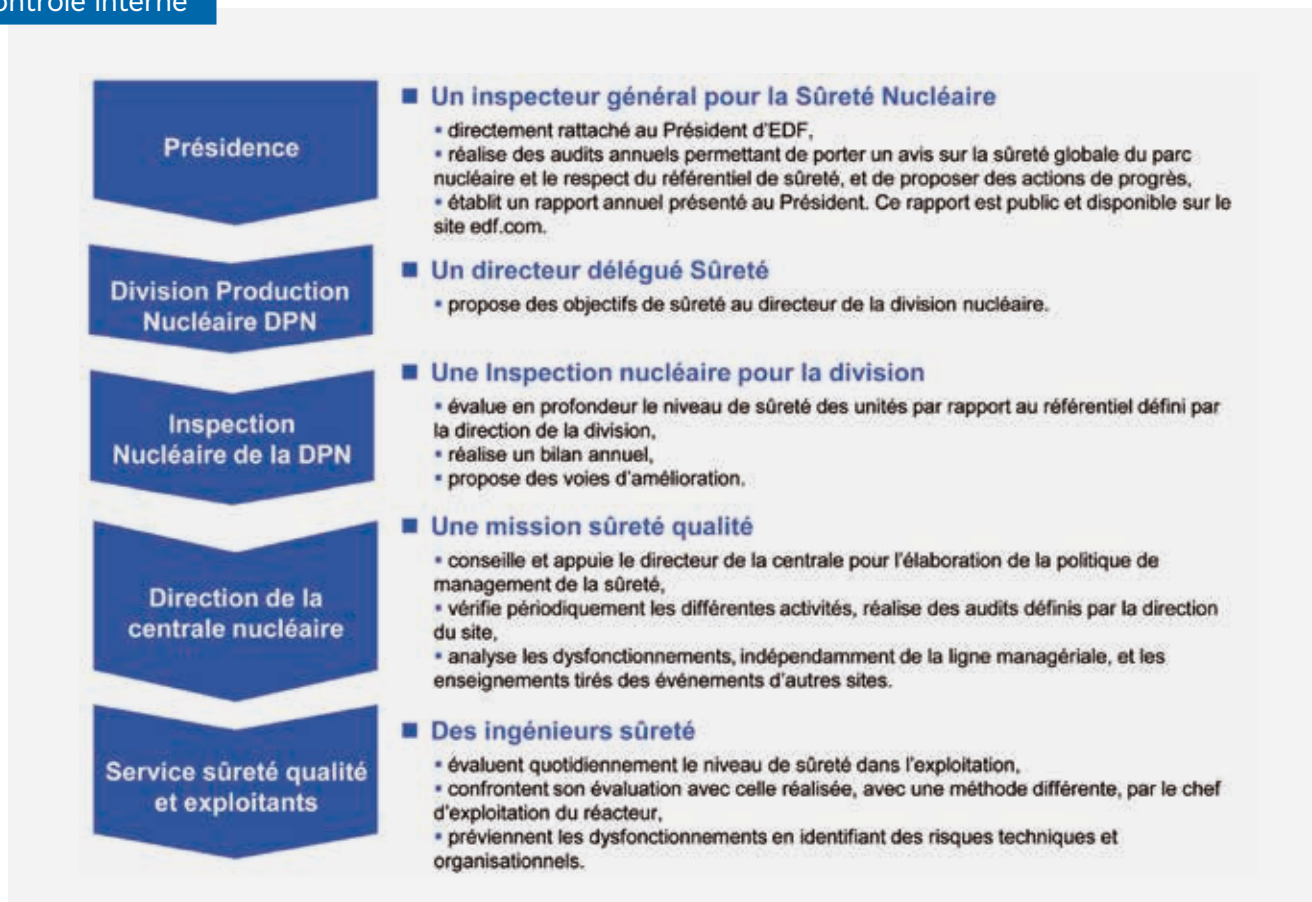 ontrôle interne
Présidence
■ Un inspecteur général pour la Sûreté Nucléaire
▪ directement rattaché au Président d'EDF,
▪ réalise des audits annuels permettant de porter un avis sur la sûreté globale du parc
nucléaire et le respect du référentiel de sûreté, et de proposer des actions de progrès,
▪ établit un rapport annuel présenté au Président. Ce rapport est public et disponible sur le
site edf.com.
Division Production
Nucléaire DPN
■ Un directeur délégué Sûreté
▪ propose des objectifs de sûreté au directeur de la division nucléaire.
Inspection
Nucléaire de la DPN
■ Une Inspection nucléaire pour la division
▪ évalue en profondeur le niveau de sûreté des unités par rapport au référentiel défini par
la direction de la division,
▪ réalise un bilan annuel,
▪ propose des voies d'amélioration.
Direction de la
centrale nucléaire
■ Une mission sûreté qualité
▪ conseille et appuie le directeur de la centrale pour l'élaboration de la politique de
management de la sûreté,
▪ vérifie périodiquement les différentes activités, réalise des audits définis par la direction
du site,
▪ analyse les dysfonctionnements, indépendamment de la ligne managériale, et les
enseignements tirés des événements d'autres sites.
Service sûreté qualité
et exploitants
■ Des ingénieurs sûreté
▪ évaluent quotidiennement le niveau de sûreté dans l'exploitation,
▪ confrontent son évaluation avec celle réalisée, avec une méthode différente, par le chef
d'exploitation du réacteur,
▪ préviennent les dysfonctionnements en identifiant des risques techniques et
organisationnels.